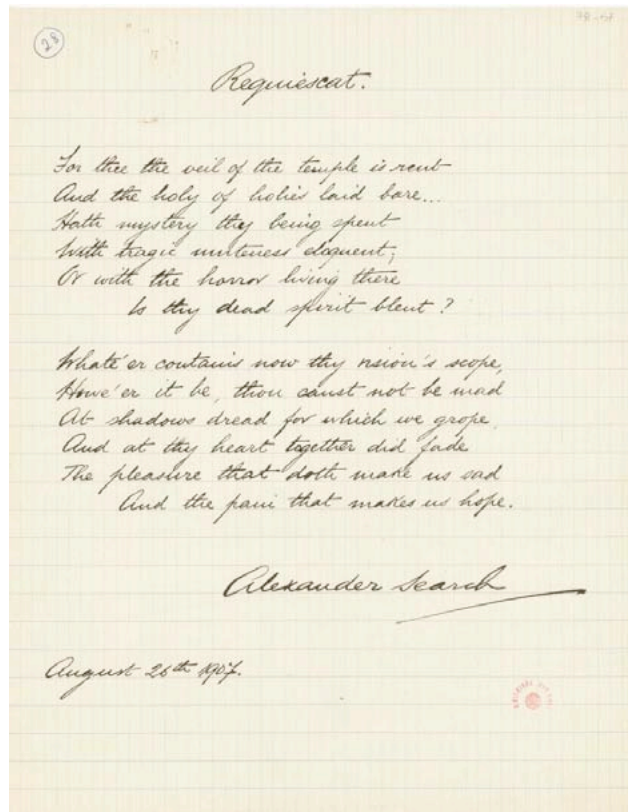 28
78-57
Requiescat.
For thee the veil of the temple is rent
And the holy of holies laid bare...
Hath mystery thy being spent
With tragic muteness eloquent;
Or with the horror living there
Is thy dead spirit blent?
Whate'er contains now thy vision's scope,
Howe'er it be, thou canst not be mad
At shadows dread for which we grope,
And at thy heart together did fade
The pleasure that doth make us sad
And the pain that makes us hope.
Alexander Search
August 26th 1907.